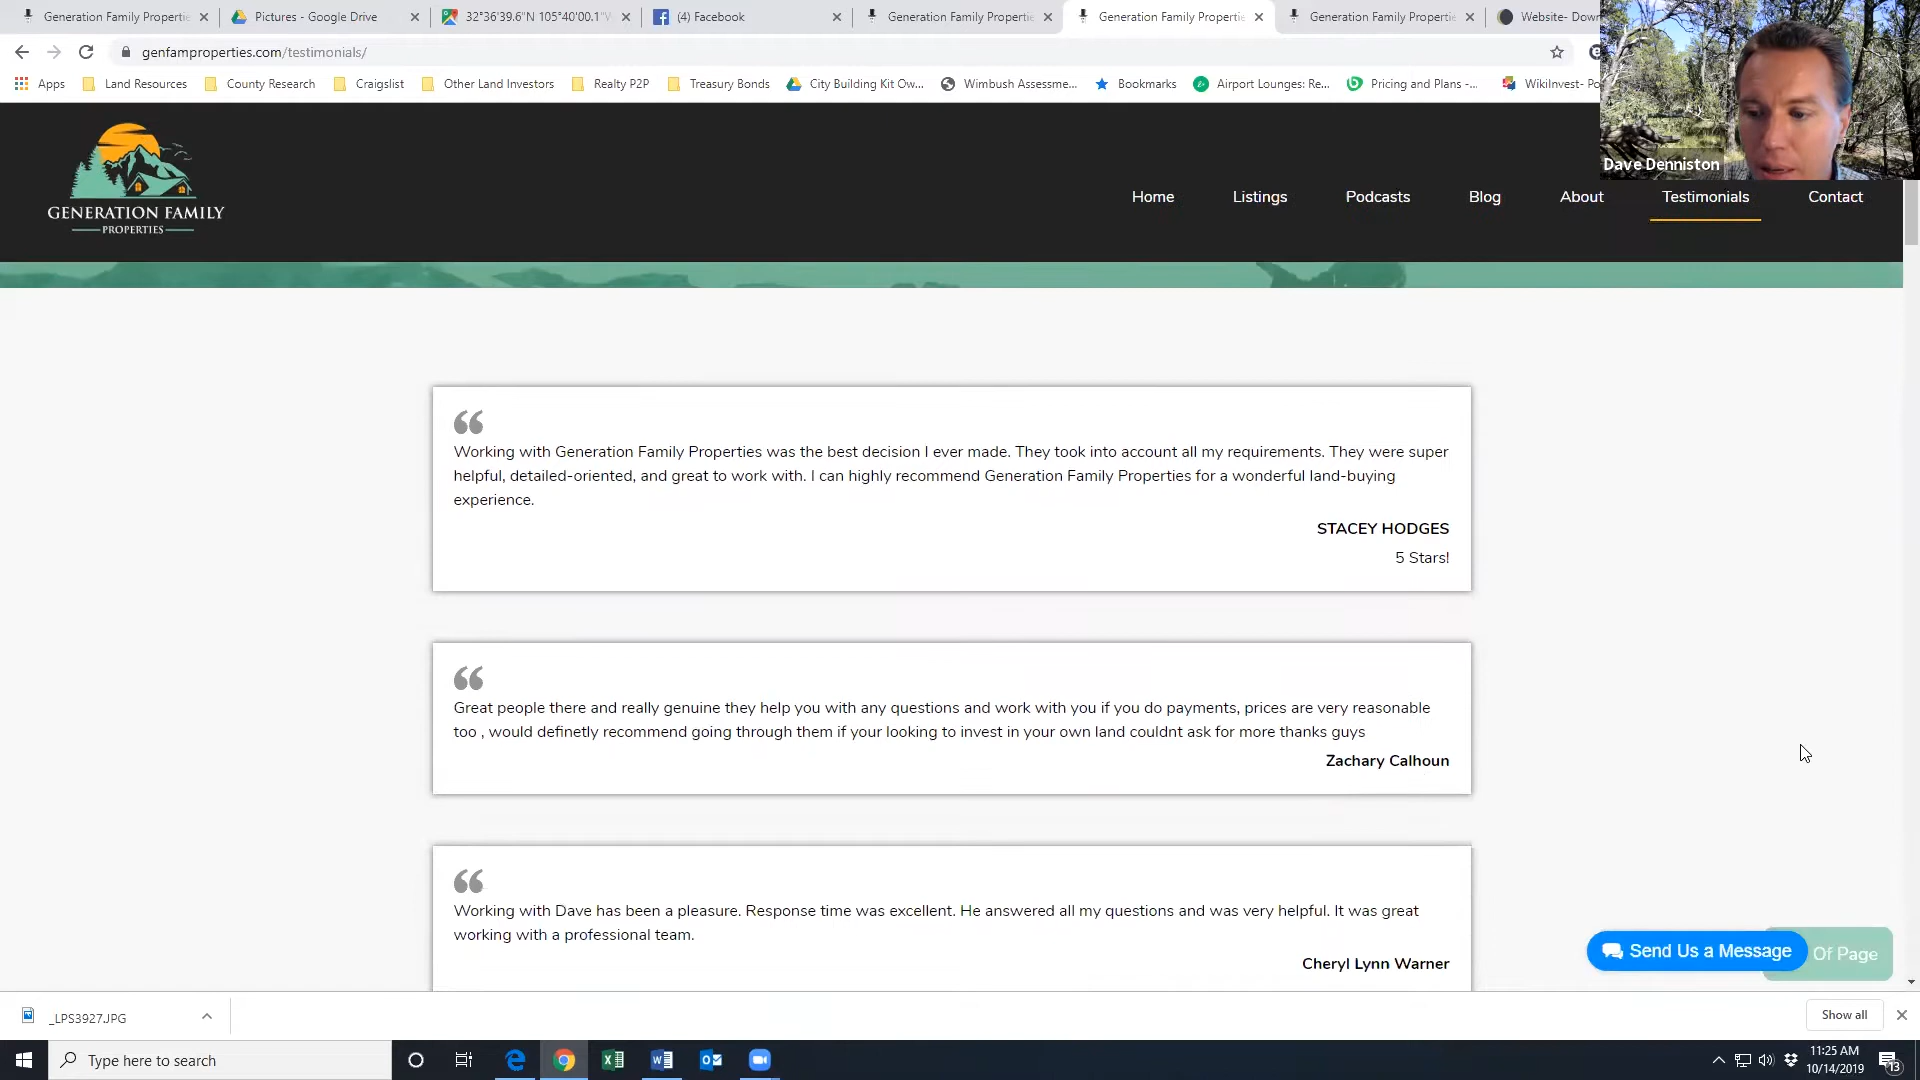 Generation Family Propertie
Pictures - Google Drive
32°36'39.6"N 105°40'00.1"
(4) Facebook
Generation Family Propertie
Generation Family Propertie
Generation Family Propertie
Website- Down
genfamproperties.com/testimonials/
Apps
Land Resources
County Research
Craigslist
Other Land Investors
Realty P2P
Treasury Bonds
City Building Kit Ow...
Wimbush Assessme...
Bookmarks
Airport Lounges: Re...
Pricing and Plans -...
WikiInvest- Po
Dave Denniston
GENERATION FAMILY
PROPERTIES
Home
Listings
Podcasts
Blog
About
Testimonials
Contact
Working with Generation Family Properties was the best decision I ever made. They took into account all my requirements. They were super
helpful, detailed-oriented, and great to work with. I can highly recommend Generation Family Properties for a wonderful land-buying
experience.
STACEY HODGES
5 Stars!
Great people there and really genuine they help you with any questions and work with you if you do payments, prices are very reasonable
too , would definetly recommend going through them if your looking to invest in your own land couldnt ask for more thanks guys
Zachary Calhoun
Working with Dave has been a pleasure. Response time was excellent. He answered all my questions and was very helpful. It was great
working with a professional team.
Cheryl Lynn Warner
Send Us a Message
Of Page
_LPS3927.JPG
Show all
Type here to search
11:25 AM
10/14/2019
13